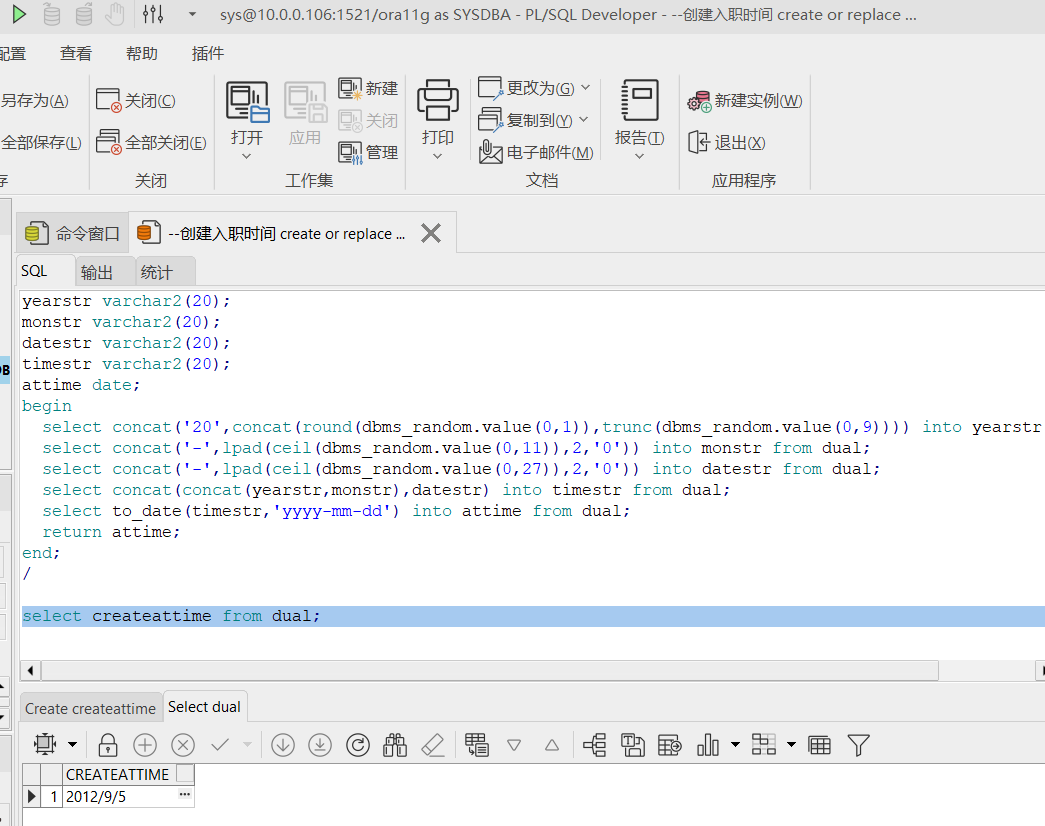 sys@10.0.0.106:1521/ora11g as SYSDBA - PL/SQL Developer - --创建入职时间 create or replace ...
配置 查看 帮助 插件
另存为(A) 关闭(C) 打开 应用 新建 关闭 管理 打印 更改为(G) 复制到(Y) 电子邮件(M) 报告(T) 新建实例(W)
全部保存(L) 全部关闭(E) 退出(X)
存 关闭 工作集 文档 应用程序
命令窗口 --创建入职时间 create or replace ...
SQL 输出 统计
yearstr varchar2(20);
monstr varchar2(20);
datestr varchar2(20);
timestr varchar2(20);
attime date;
begin
select concat('20',concat(round(dbms_random.value(0,1)),trunc(dbms_random.value(0,9)))) into yearstr
select concat('-',lpad(ceil(dbms_random.value(0,11)),2,'0')) into monstr from dual;
select concat('-',lpad(ceil(dbms_random.value(0,27)),2,'0')) into datestr from dual;
select concat(concat(yearstr,monstr),datestr) into timestr from dual;
select to_date(timestr,'yyyy-mm-dd') into attime from dual;
return attime;
end;
/
select createattime from dual;
Create createattime Select dual
CREATEATTIME
1 2012/9/5 ...